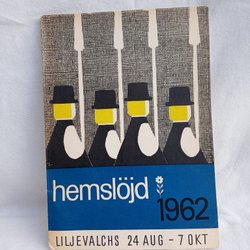 hemslöjd
1962
LILJEVALCHS 24 AUG - 7 OKT